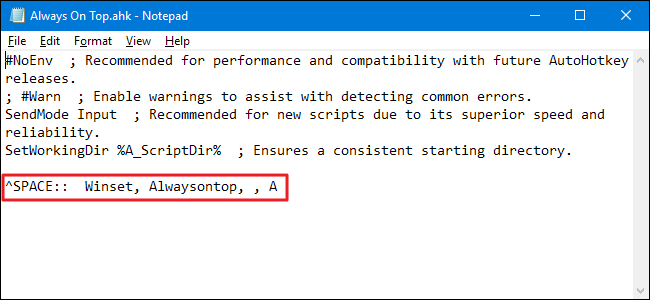 Always On Top.ahk - Notepad
File Edit Format View Help
#NoEnv  ; Recommended for performance and compatibility with future AutoHotkey
releases.
; #Warn  ; Enable warnings to assist with detecting common errors.
SendMode Input  ; Recommended for new scripts due to its superior speed and
reliability.
SetWorkingDir %A_ScriptDir%  ; Ensures a consistent starting directory.
^SPACE::  Winset, Alwaysontop, , A